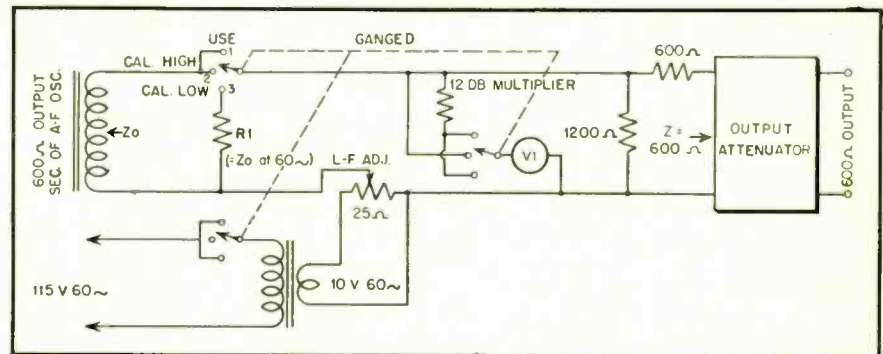 USE
GANGED
CAL. HIGH
1
2
CAL. LOW
3
600Ω OUTPUT
SEC. OF A-F OSC.
Zo
R1
(=Zo at 60~)
L-F ADJ.
25Ω
12 DB MULTIPLIER
V1
600Ω
1200Ω
Z =
600Ω
OUTPUT
ATTENUATOR
600Ω OUTPUT
115 V 60~
10 V 60~